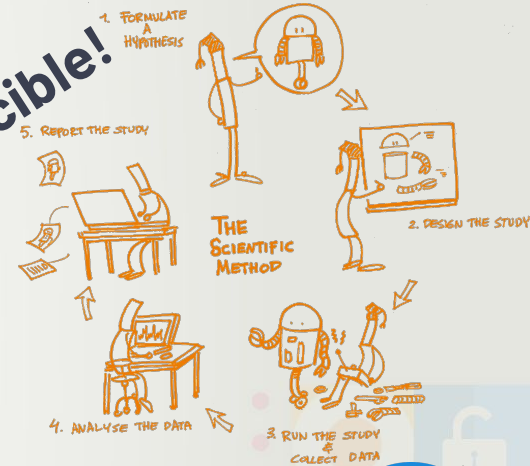 cible!
1. FORMULATE
A
HYPOTHESIS
2. DESIGN THE STUDY
3. RUN THE STUDY
&
COLLECT DATA
4. ANALYSE THE DATA
5. REPORT THE STUDY
THE
SCIENTIFIC
METHOD